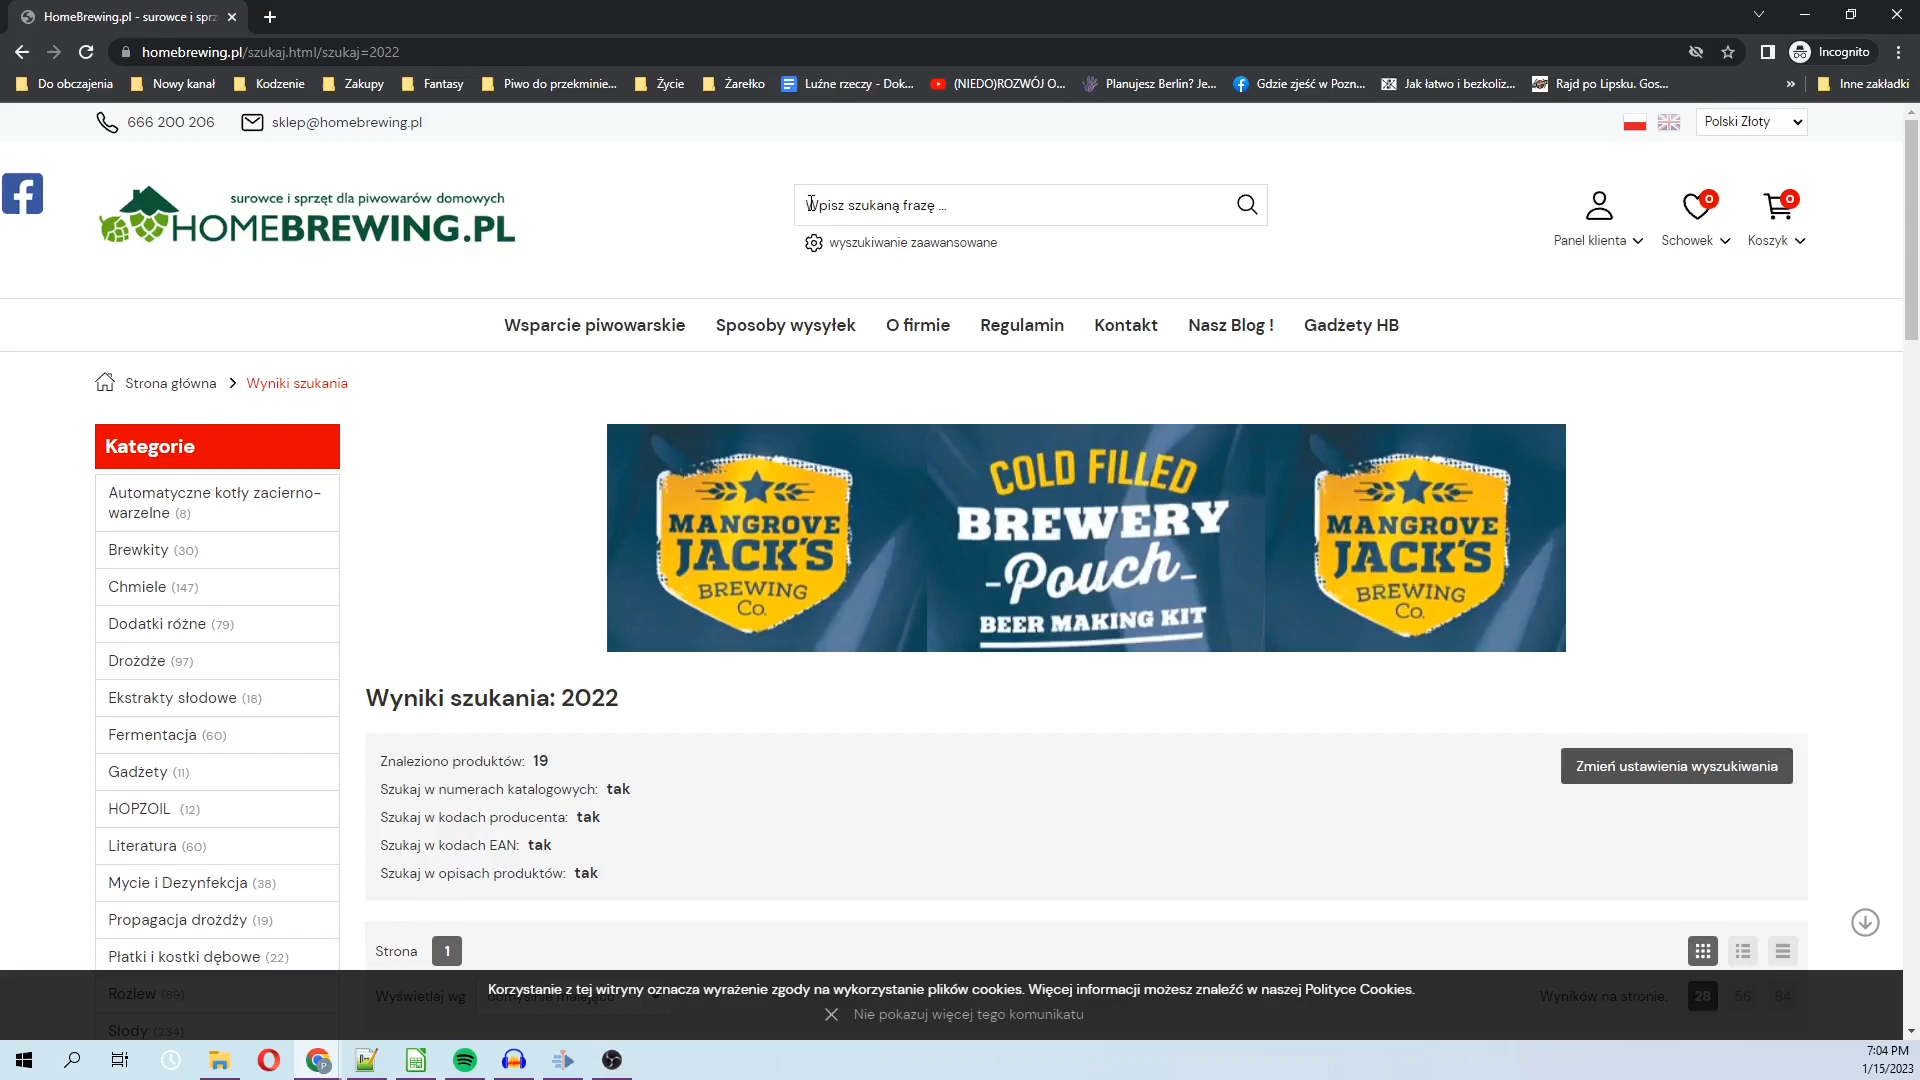 HomeBrewing.pl - surowce i sprz
homebrewing.pl/szukaj.html/szukaj=2022
Incognito
Do obczajenia
Nowy kanał
Kodzenie
Zakupy
Fantasy
Piwo do przekminie...
Życie
Żarełko
Luźne rzeczy - Dok...
(NIEDO)ROZWÓJ O...
Planujesz Berlin? Je...
Gdzie zjeść w Pozn...
Jak łatwo i bezkoliz...
Rajd po Lipsku. Gos...
»
Inne zakładki
666 200 206
sklep@homebrewing.pl
Polski Złoty
surowce i sprzęt dla piwowarów domowych
HOMEBREWING.PL
Wpisz szukaną frazę ...
wyszukiwanie zaawansowane
Panel klienta
0
Schowek
0
Koszyk
Wsparcie piwowarskie
Sposoby wysyłek
O firmie
Regulamin
Kontakt
Nasz Blog !
Gadżety HB
Strona główna
Wyniki szukania
Kategorie
Automatyczne kotły zacierno-
warzelne (8)
Brewkity (30)
Chmiele (147)
Dodatki różne (79)
Drożdże (97)
Ekstrakty słodowe (18)
Fermentacja (60)
Gadżety (11)
HOPZOIL (12)
Literatura (60)
Mycie i Dezynfekcja (38)
Propagacja drożdży (19)
Płatki i kostki dębowe (22)
Rozlew (89)
Słody (234)
MANGROVE
JACK'S
BREWING
Co.
COLD FILLED
BREWERY
-Pouch-
BEER MAKING KIT
MANGROVE
JACK'S
BREWING
Co.
Wyniki szukania: 2022
Znaleziono produktów: 19
Szukaj w numerach katalogowych: tak
Szukaj w kodach producenta: tak
Szukaj w kodach EAN: tak
Szukaj w opisach produktów: tak
Zmień ustawienia wyszukiwania
Strona 1
Wyświetlaj wg
domyślnie malejąco
Wyników na stronie: 28 56 84
Korzystanie z tej witryny oznacza wyrażenie zgody na wykorzystanie plików cookies. Więcej informacji możesz znaleźć w naszej Polityce Cookies.
Nie pokazuj więcej tego komunikatu
7:04 PM
1/15/2023